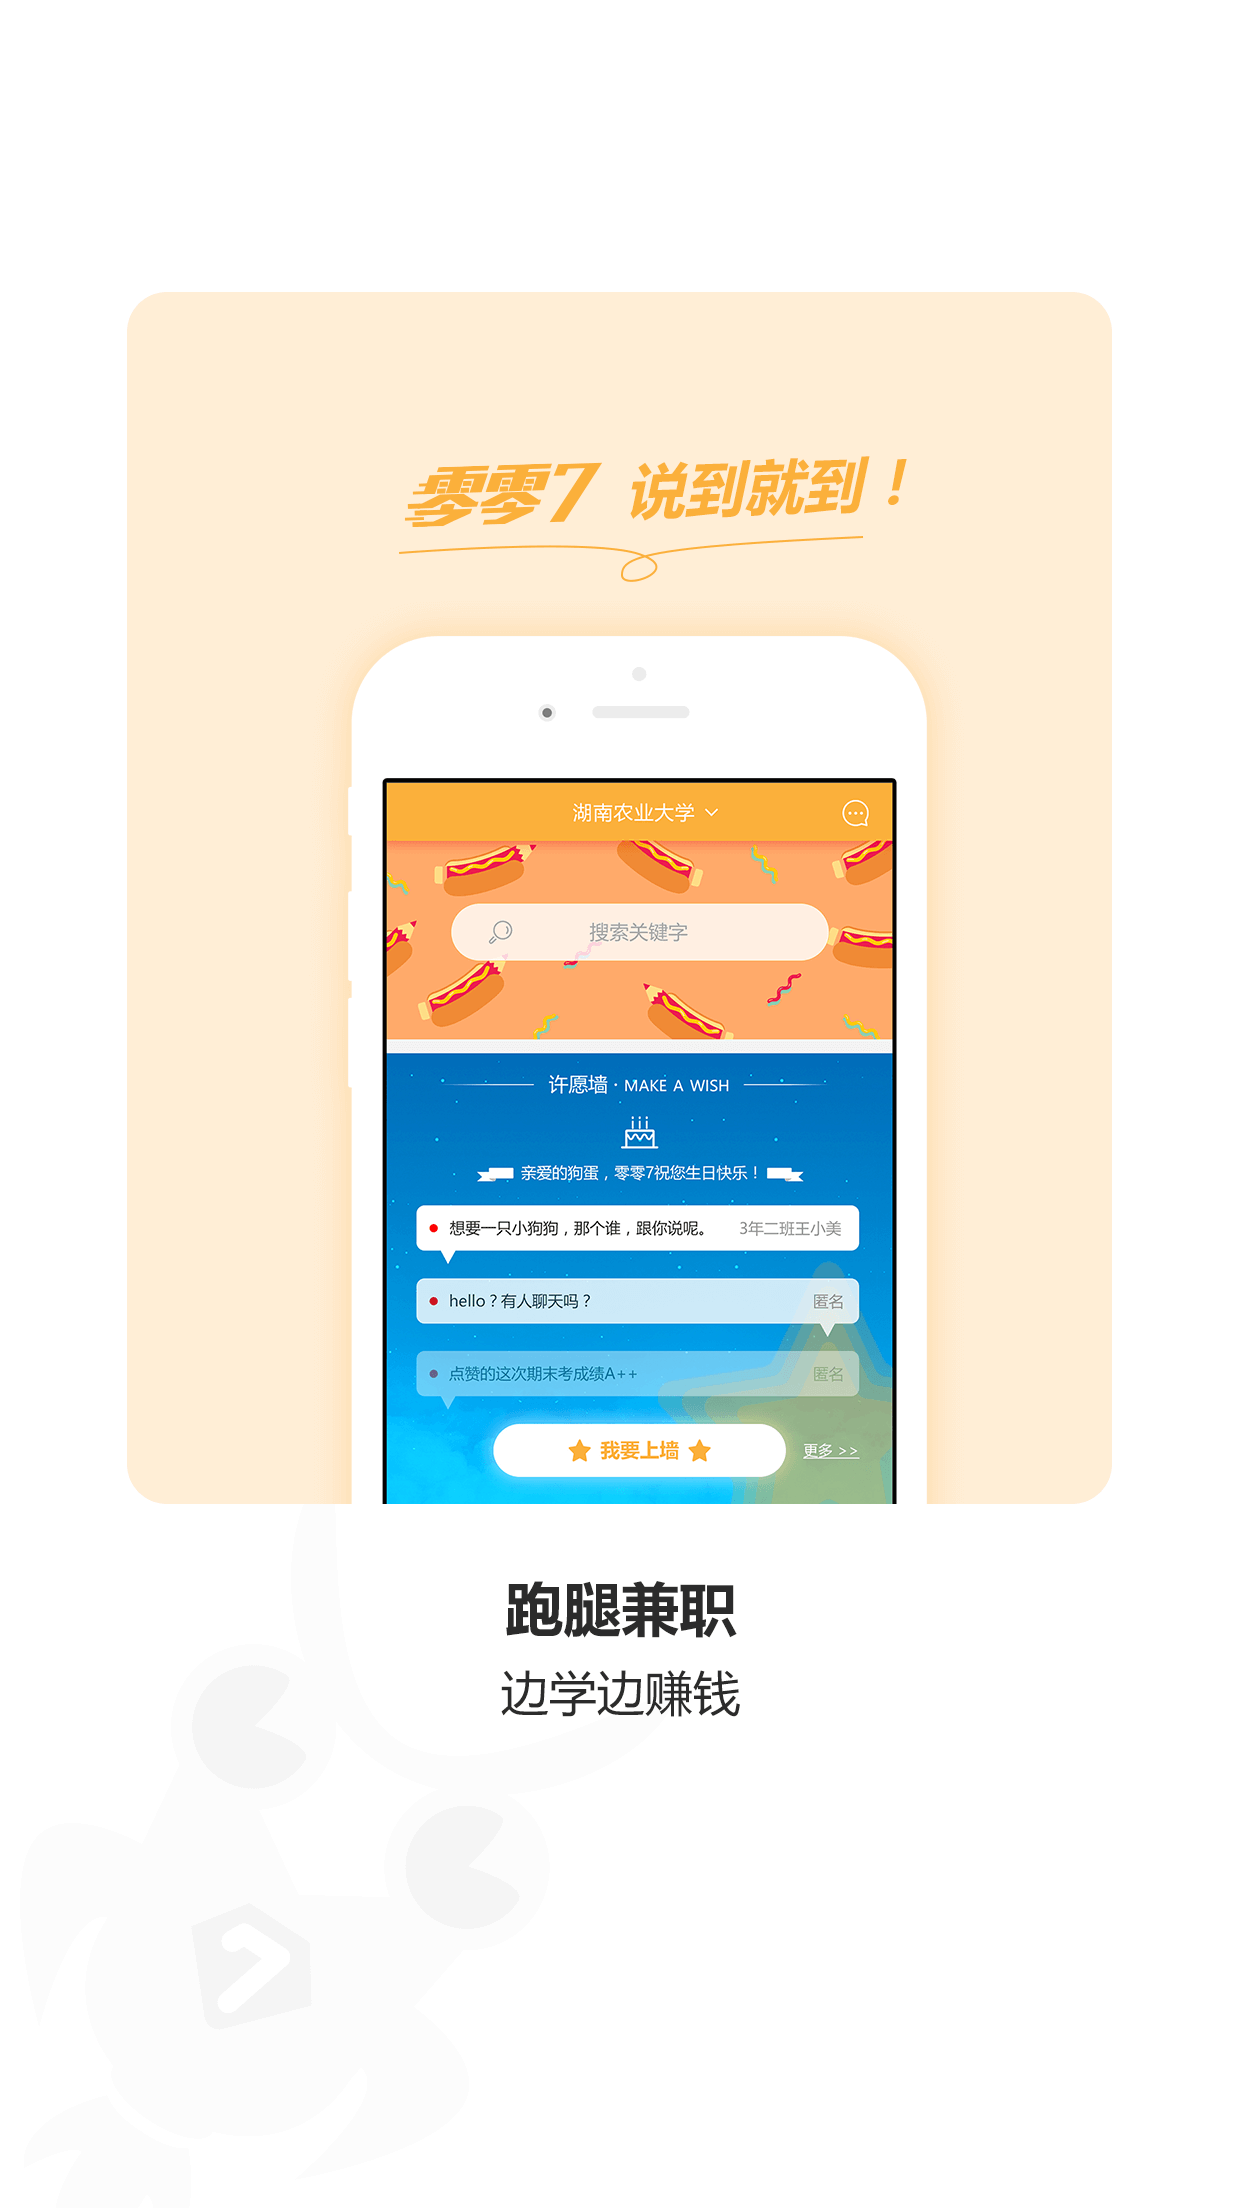 零零7 说到就到！
湖南农业大学
搜索关键字
许愿墙·MAKE A WISH
亲爱的狗蛋，零零7祝您生日快乐！
想要一只小狗狗，那个谁，跟你说呢。 3年二班王小美
hello？有人聊天吗？ 匿名
点赞的这次期末考成绩A++ 匿名
我要上墙 更多 >>
跑腿兼职
边学边赚钱